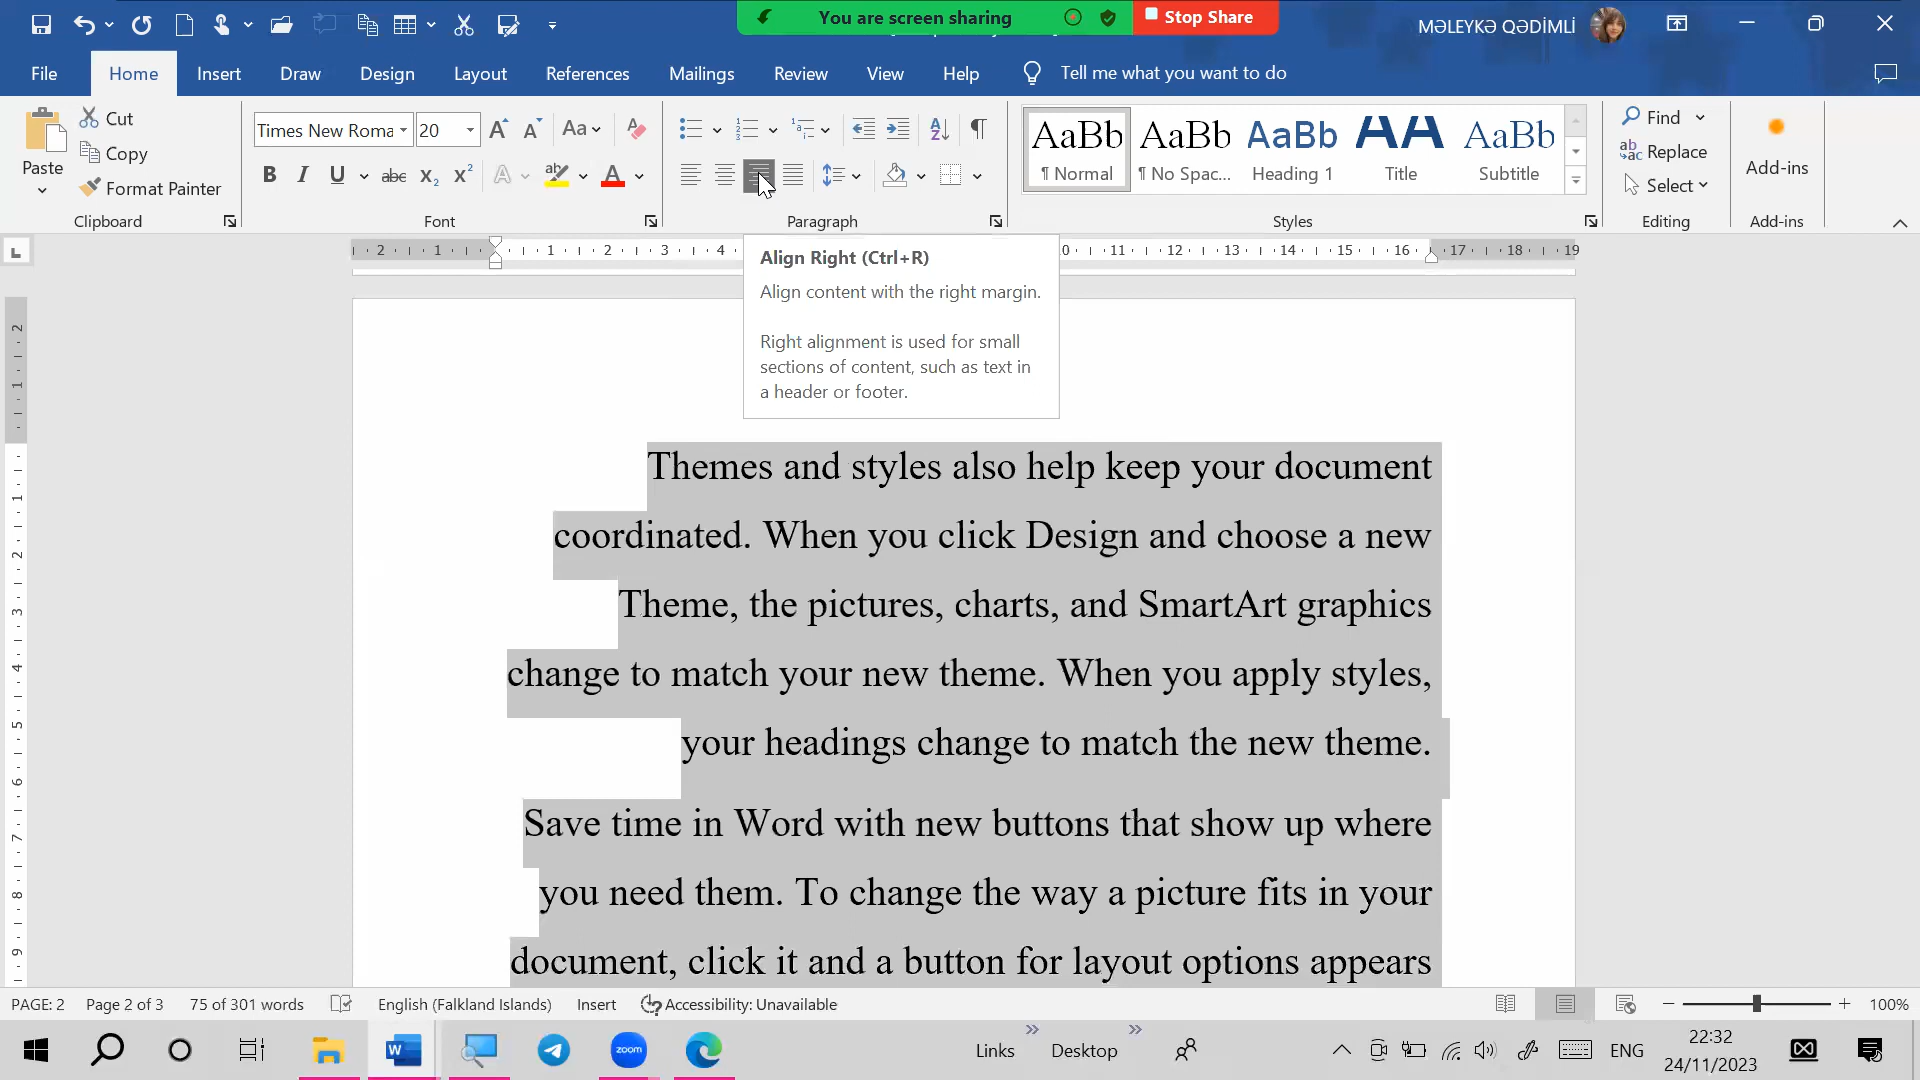 You are screen sharing
Stop Share
MƏLEYKƏ QƏDİMLİ
File
Home
Insert
Draw
Design
Layout
References
Mailings
Review
View
Help
Tell me what you want to do
Paste
Cut
Copy
Format Painter
Clipboard
Times New Roma
20
Font
Paragraph
AaBb
¶ Normal
AaBb
¶ No Spac...
AaBb
Heading 1
AA
Title
AaBb
Subtitle
Styles
Find
Replace
Select
Editing
Add-ins
Add-ins
Align Right (Ctrl+R)
Align content with the right margin.
Right alignment is used for small
sections of content, such as text in
a header or footer.
Themes and styles also help keep your document
coordinated. When you click Design and choose a new
Theme, the pictures, charts, and SmartArt graphics
change to match your new theme. When you apply styles,
your headings change to match the new theme.
Save time in Word with new buttons that show up where
you need them. To change the way a picture fits in your
document, click it and a button for layout options appears
PAGE: 2
Page 2 of 3
75 of 301 words
English (Falkland Islands)
Insert
Accessibility: Unavailable
100%
zoom
Links
Desktop
ENG
22:32
24/11/2023